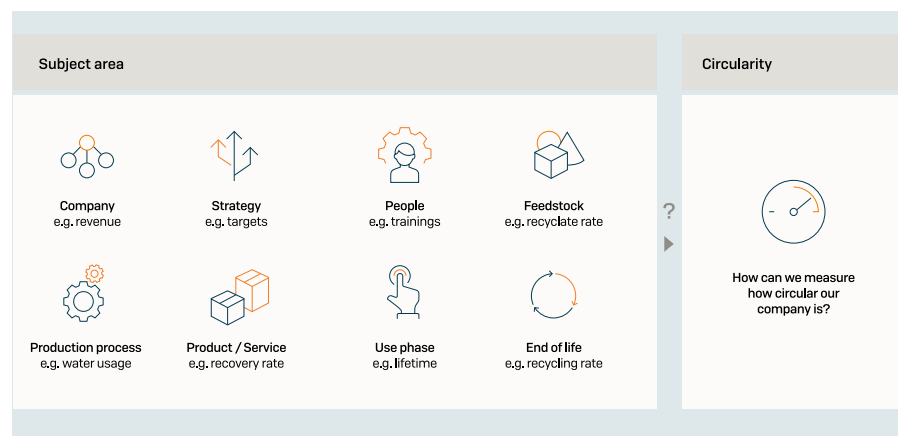 Subject area
Circularity
Company
e.g. revenue
Strategy
e.g. targets
People
e.g. trainings
Feedstock
e.g. recyclate rate
?
Production process
e.g. water usage
Product / Service
e.g. recovery rate
Use phase
e.g. lifetime
End of life
e.g. recycling rate
How can we measure
how circular our
company is?